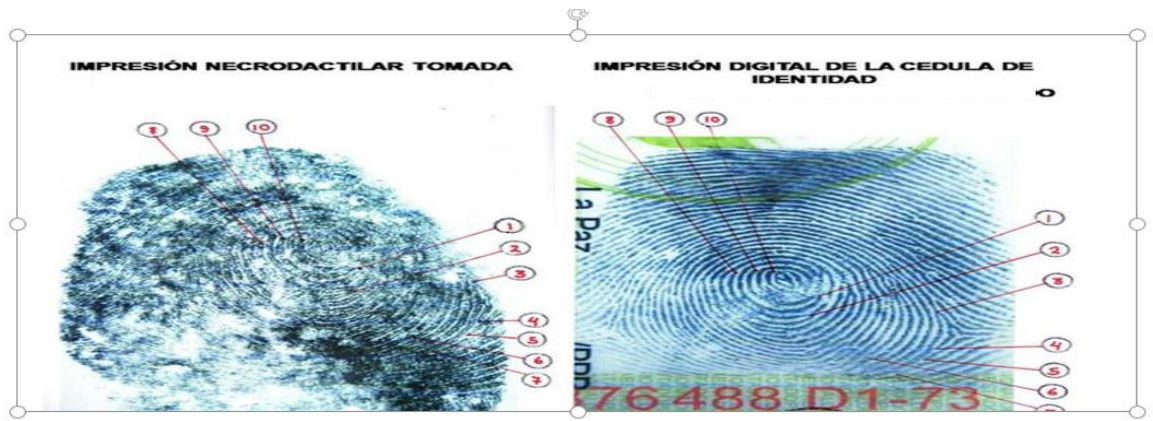 IMPRESIÓN NECRODACTILAR TOMADA
8 9 10
1
2
3
4
5
6
7
IMPRESIÓN DIGITAL DE LA CEDULA DE
IDENTIDAD
8 9 10
1
2
3
4
5
6
La Paz
76 488 D1-73